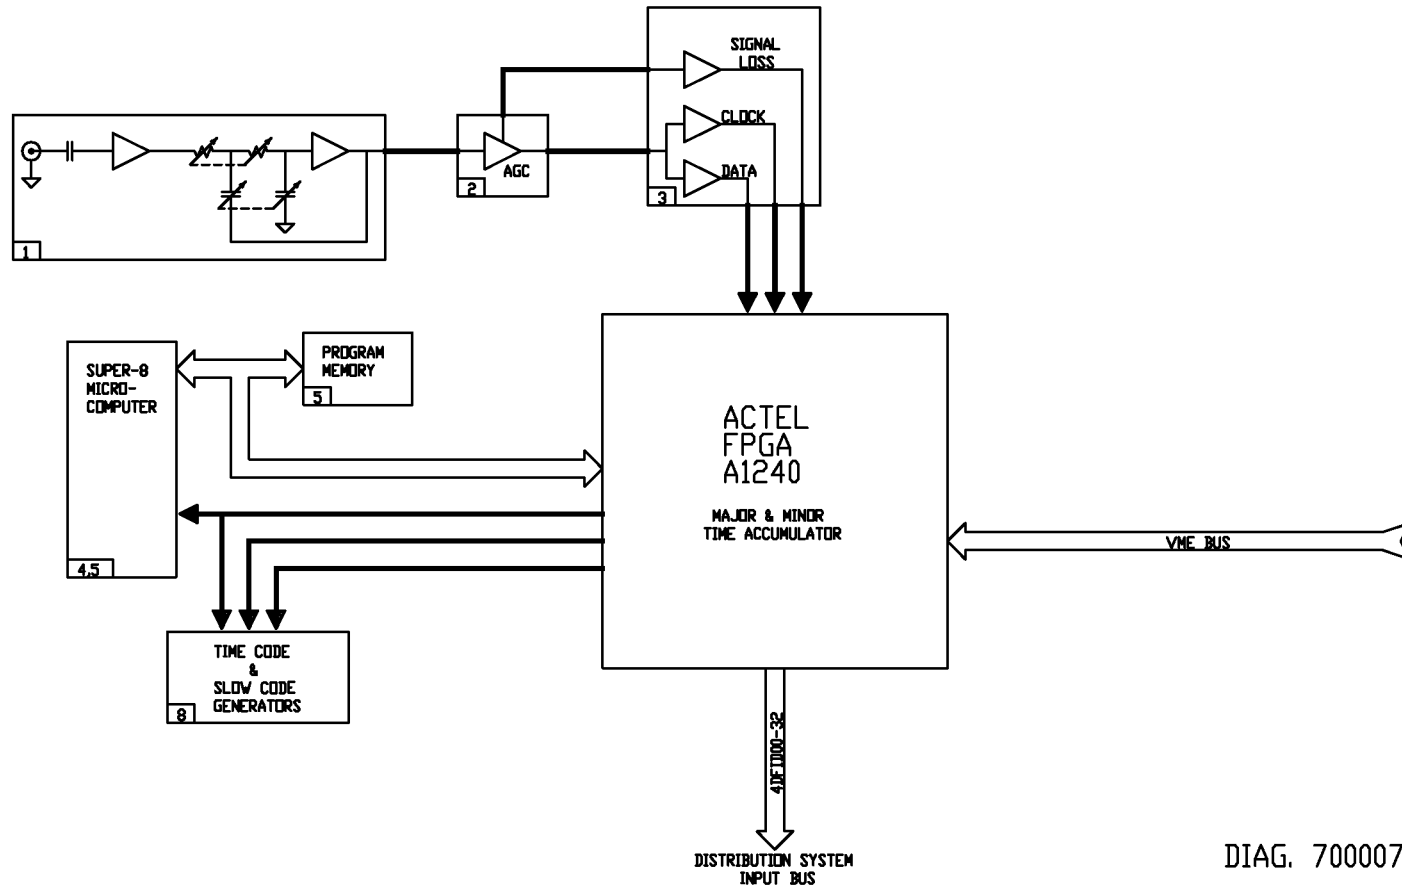 SIGNAL
LOSS
CLOCK
DATA
3
AGC
2
1
SUPER-8
MICRO-
COMPUTER
4,5
PROGRAM
MEMORY
5
ACTEL
FPGA
A1240
MAJOR & MINOR
TIME ACCUMULATOR
VME BUS
TIME CODE
&
SLOW CODE
GENERATORS
8
4DFID00-32
DISTRIBUTION SYSTEM
INPUT BUS
DIAG. 700007